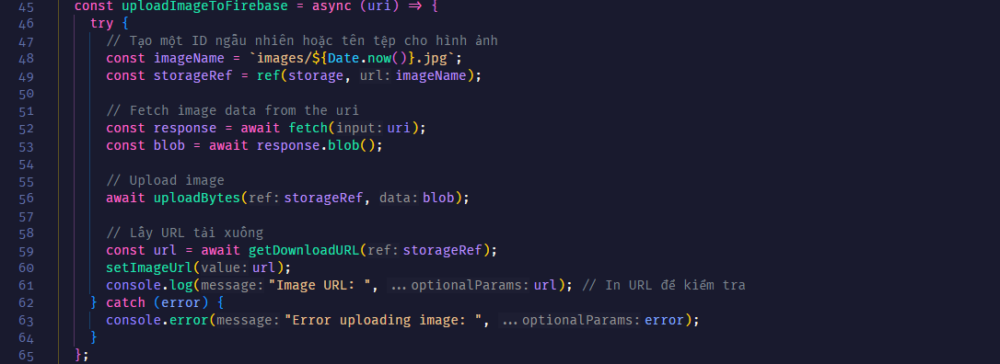 45 const uploadImageToFirebase = async (uri) => {
46 try {
47 // Tạo một ID ngẫu nhiên hoặc tên tệp cho hình ảnh
48 const imageName = `images/${Date.now()}.jpg`;
49 const storageRef = ref(storage, url: imageName);
50
51 // Fetch image data from the uri
52 const response = await fetch(input: uri);
53 const blob = await response.blob();
54
55 // Upload image
56 await uploadBytes(ref: storageRef, data: blob);
57
58 // Lấy URL tải xuống
59 const url = await getDownloadURL(ref: storageRef);
60 setImageUrl(value: url);
61 console.log(message: "Image URL: ", ...optionalParams: url); // In URL để kiểm tra
62 } catch (error) {
63 console.error(message: "Error uploading image: ", ...optionalParams: error);
64 }
65 };